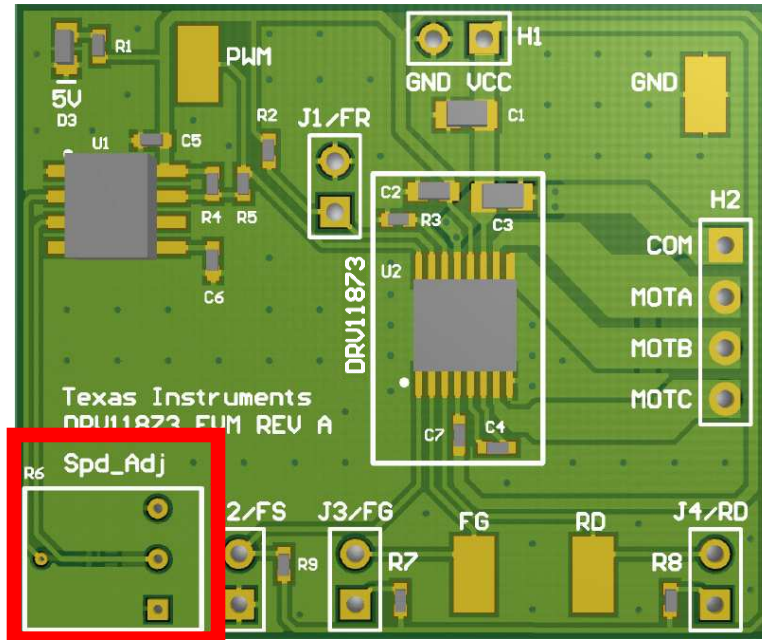 R1
PWM
H1
GND VCC
GND
5V
D3
R2
J1/FR
C1
U1
C5
C2
C3
H2
R4
R5
R3
COM
U2
C6
DRV11873
MOTA
MOTB
Texas Instruments
MOTC
DRV11873 EVM REV A
C7
C4
R6
Spd_Adj
2/FS
J3/FG
FG
RD
J4/RD
R9
R7
R8